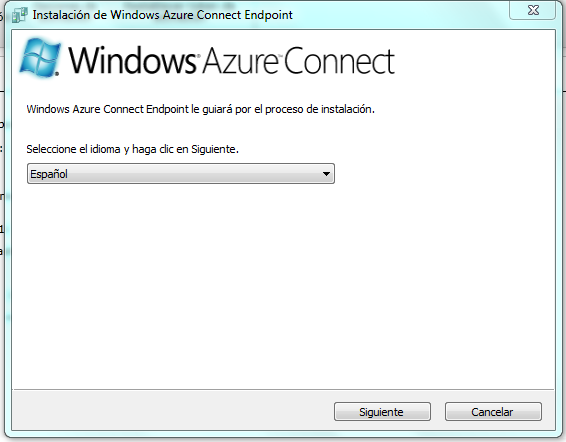 Instalación de Windows Azure Connect Endpoint
Windows Azure Connect
Windows Azure Connect Endpoint le guiará por el proceso de instalación.
Seleccione el idioma y haga clic en Siguiente.
Español
Siguiente
Cancelar